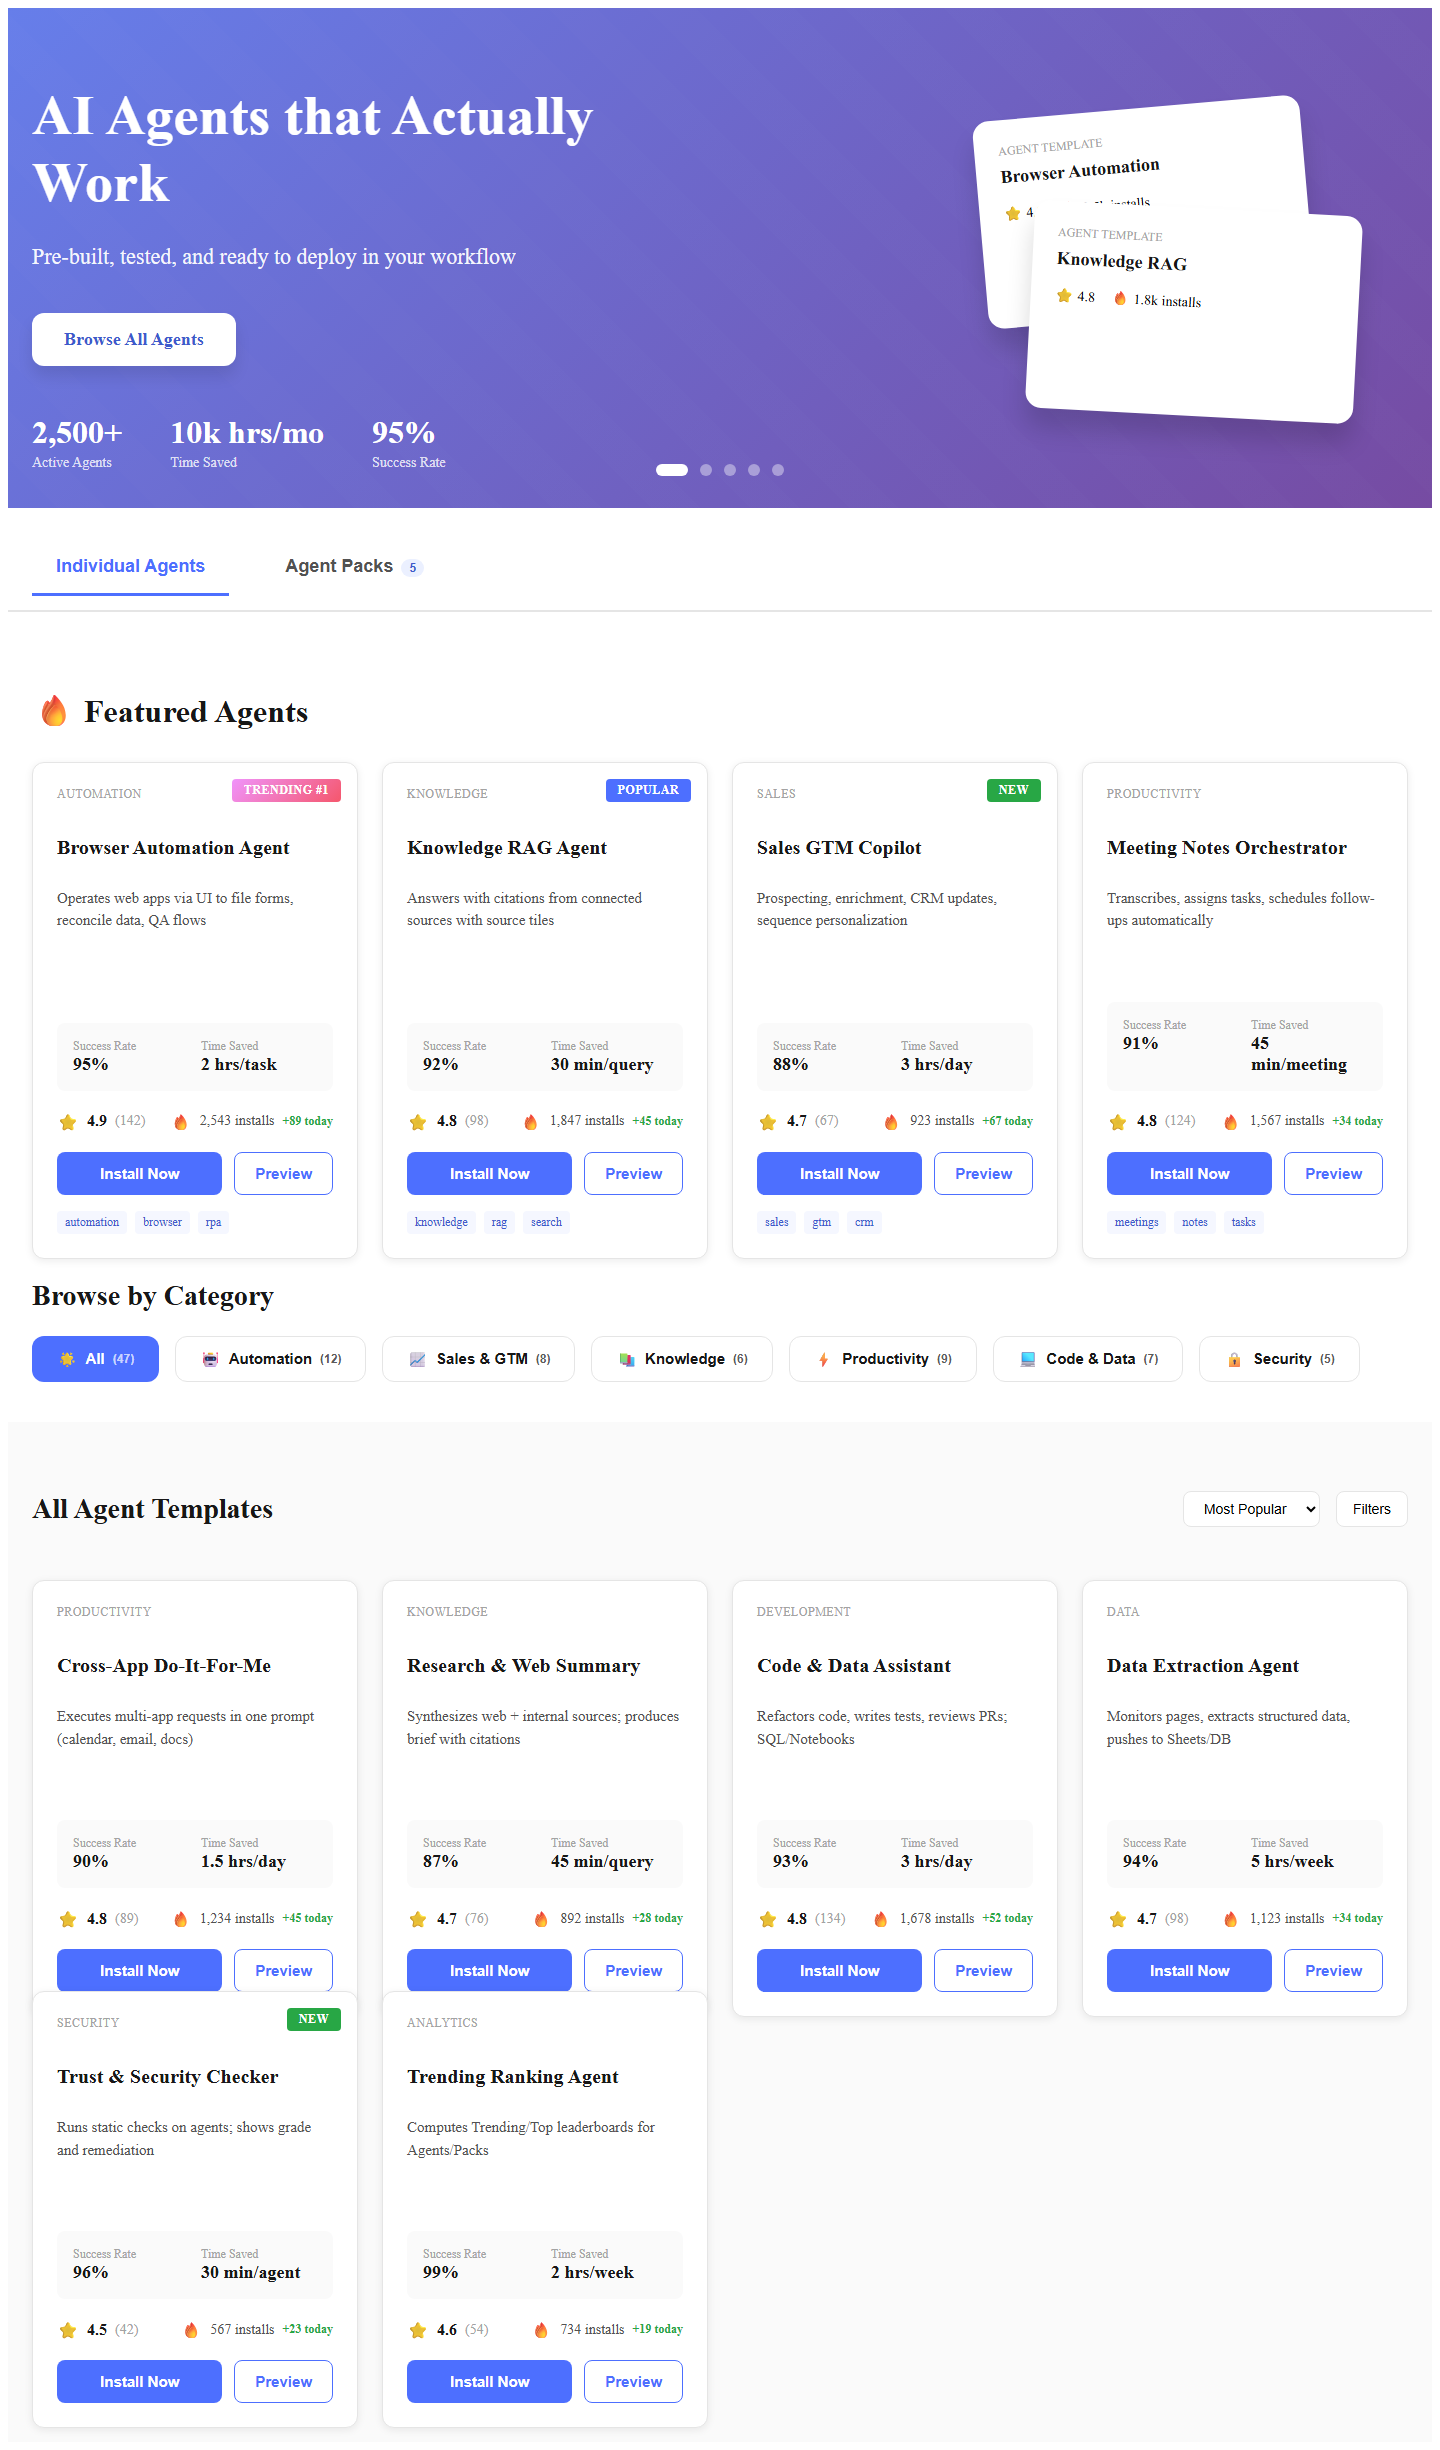 AI Agents that Actually
Work
Pre-built, tested, and ready to deploy in your workflow
Browse All Agents
2,500+
Active Agents
10k hrs/mo
Time Saved
95%
Success Rate
AGENT TEMPLATE
Browser Automation
4
installs
AGENT TEMPLATE
Knowledge RAG
4.8 1.8k installs
Individual Agents
Agent Packs 5
Featured Agents
AUTOMATION
TRENDING #1
Browser Automation Agent
Operates web apps via UI to file forms,
reconcile data, QA flows
Success Rate
95%
Time Saved
2 hrs/task
4.9 (142) 2,543 installs +89 today
Install Now
Preview
automation browser rpa
KNOWLEDGE
POPULAR
Knowledge RAG Agent
Answers with citations from connected
sources with source tiles
Success Rate
92%
Time Saved
30 min/query
4.8 (98) 1,847 installs +45 today
Install Now
Preview
knowledge rag search
SALES
NEW
Sales GTM Copilot
Prospecting, enrichment, CRM updates,
sequence personalization
Success Rate
88%
Time Saved
3 hrs/day
4.7 (67) 923 installs +67 today
Install Now
Preview
sales gtm crm
PRODUCTIVITY
Meeting Notes Orchestrator
Transcribes, assigns tasks, schedules follow-
ups automatically
Success Rate
91%
Time Saved
45
min/meeting
4.8 (124) 1,567 installs +34 today
Install Now
Preview
meetings notes tasks
Browse by Category
All (47)
Automation (12)
Sales & GTM (8)
Knowledge (6)
Productivity (9)
Code & Data (7)
Security (5)
All Agent Templates
Most Popular
Filters
PRODUCTIVITY
Cross-App Do-It-For-Me
Executes multi-app requests in one prompt
(calendar, email, docs)
Success Rate
90%
Time Saved
1.5 hrs/day
4.8 (89) 1,234 installs +45 today
Install Now
Preview
KNOWLEDGE
Research & Web Summary
Synthesizes web + internal sources; produces
brief with citations
Success Rate
87%
Time Saved
45 min/query
4.7 (76) 892 installs +28 today
Install Now
Preview
DEVELOPMENT
Code & Data Assistant
Refactors code, writes tests, reviews PRs;
SQL/Notebooks
Success Rate
93%
Time Saved
3 hrs/day
4.8 (134) 1,678 installs +52 today
Install Now
Preview
DATA
Data Extraction Agent
Monitors pages, extracts structured data,
pushes to Sheets/DB
Success Rate
94%
Time Saved
5 hrs/week
4.7 (98) 1,123 installs +34 today
Install Now
Preview
SECURITY
NEW
Trust & Security Checker
Runs static checks on agents; shows grade
and remediation
Success Rate
96%
Time Saved
30 min/agent
4.5 (42) 567 installs +23 today
Install Now
Preview
ANALYTICS
Trending Ranking Agent
Computes Trending/Top leaderboards for
Agents/Packs
Success Rate
99%
Time Saved
2 hrs/week
4.6 (54) 734 installs +19 today
Install Now
Preview